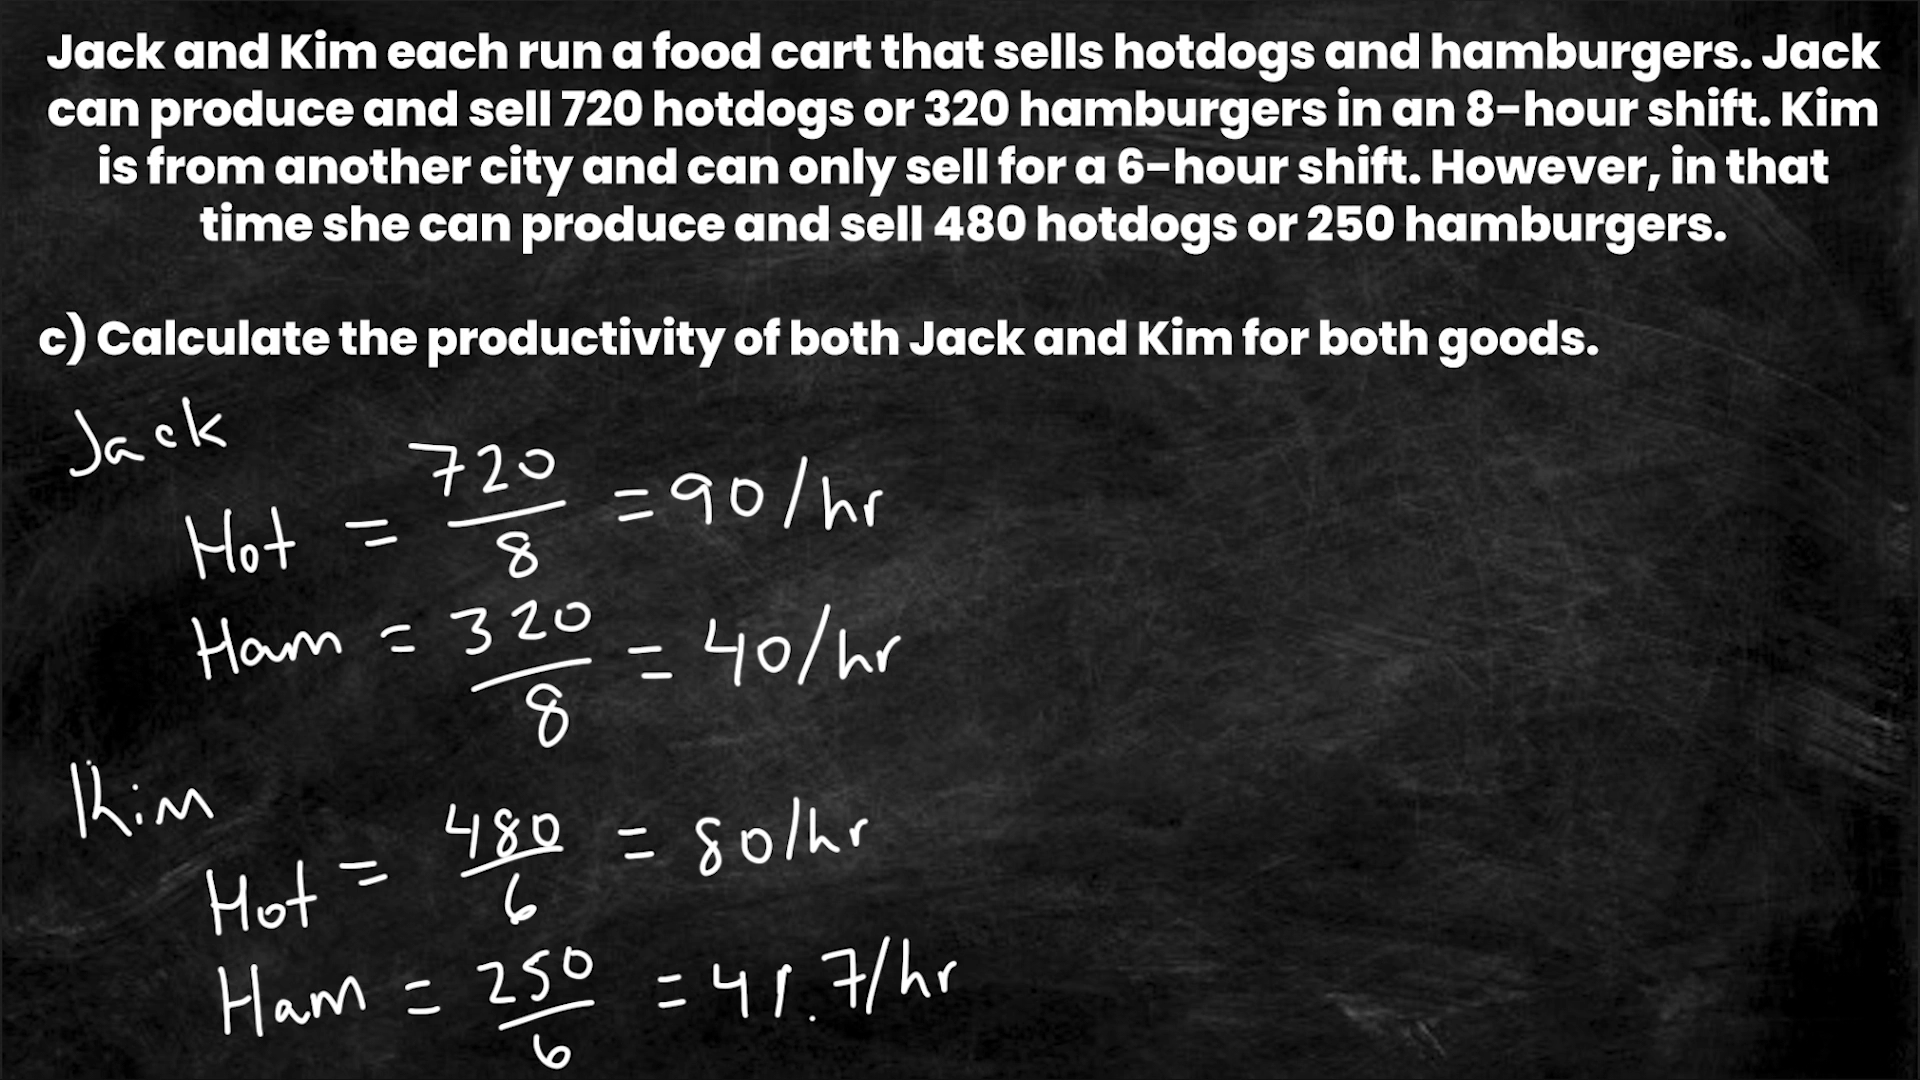 Jack and Kim each run a food cart that sells hotdogs and hamburgers. Jack
can produce and sell 720 hotdogs or 320 hamburgers in an 8-hour shift. Kim
is from another city and can only sell for a 6-hour shift. However, in that
time she can produce and sell 480 hotdogs or 250 hamburgers.
c) Calculate the productivity of both Jack and Kim for both goods.
Jack
Hot = 720/8 = 90/hr
Ham = 320/8 = 40/hr
Kim
Hot = 480/6 = 80/hr
Ham = 250/6 = 41.7/hr